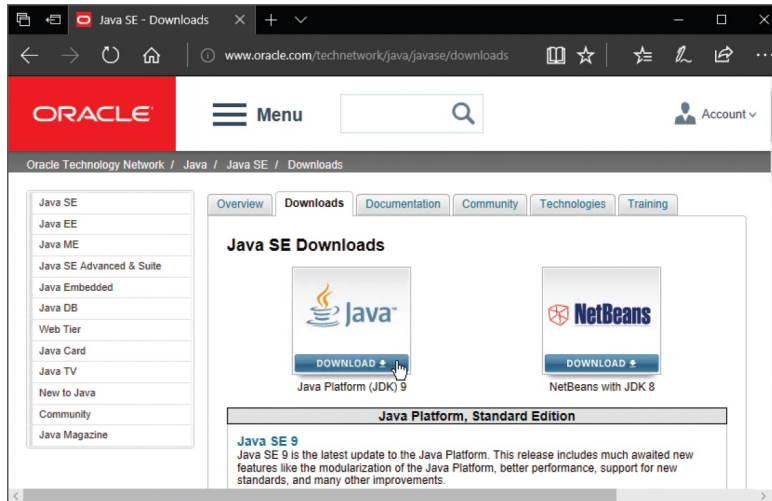 Java SE - Downloads
www.oracle.com/technetwork/java/javase/downloads
ORACLE
Menu
Account
Oracle Technology Network / Java / Java SE / Downloads
Java SE
Java EE
Java ME
Java SE Advanced & Suite
Java Embedded
Java DB
Web Tier
Java Card
Java TV
New to Java
Community
Java Magazine
Overview Downloads Documentation Community Technologies Training
Java SE Downloads
Java™
DOWNLOAD
Java Platform (JDK) 9
NetBeans
DOWNLOAD
NetBeans with JDK 8
Java Platform, Standard Edition
Java SE 9
Java SE 9 is the latest update to the Java Platform. This release includes much awaited new
features like the modularization of the Java Platform, better performance, support for new
standards, and many other improvements.